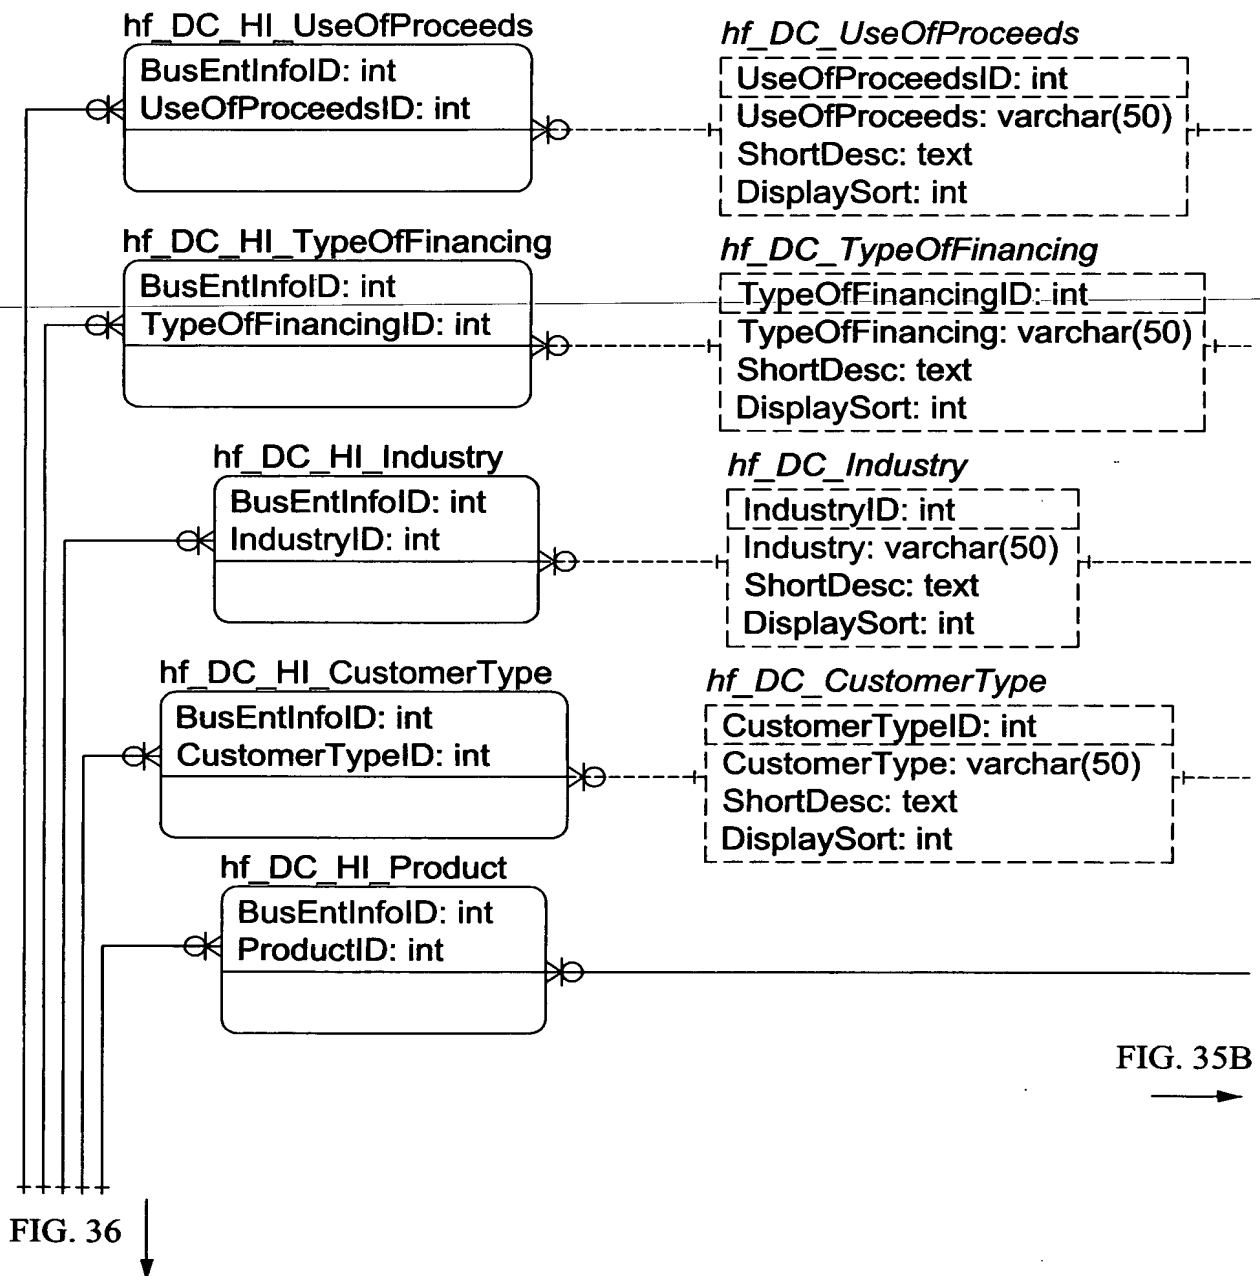 hf_DC_HI_UseOfProceeds
BusEntInfoID: int
UseOfProceedsID: int
hf_DC_UseOfProceeds
UseOfProceedsID: int
UseOfProceeds: varchar(50)
ShortDesc: text
DisplaySort: int
hf_DC_HI_TypeOfFinancing
BusEntInfoID: int
TypeOfFinancingID: int
hf_DC_TypeOfFinancing
TypeOfFinancingID: int
TypeOfFinancing: varchar(50)
ShortDesc: text
DisplaySort: int
hf_DC_HI_Industry
BusEntInfoID: int
IndustryID: int
hf_DC_Industry
IndustryID: int
Industry: varchar(50)
ShortDesc: text
DisplaySort: int
hf_DC_HI_CustomerType
BusEntInfoID: int
CustomerTypeID: int
hf_DC_CustomerType
CustomerTypeID: int
CustomerType: varchar(50)
ShortDesc: text
DisplaySort: int
hf_DC_HI_Product
BusEntInfoID: int
ProductID: int
FIG. 35B
FIG. 36